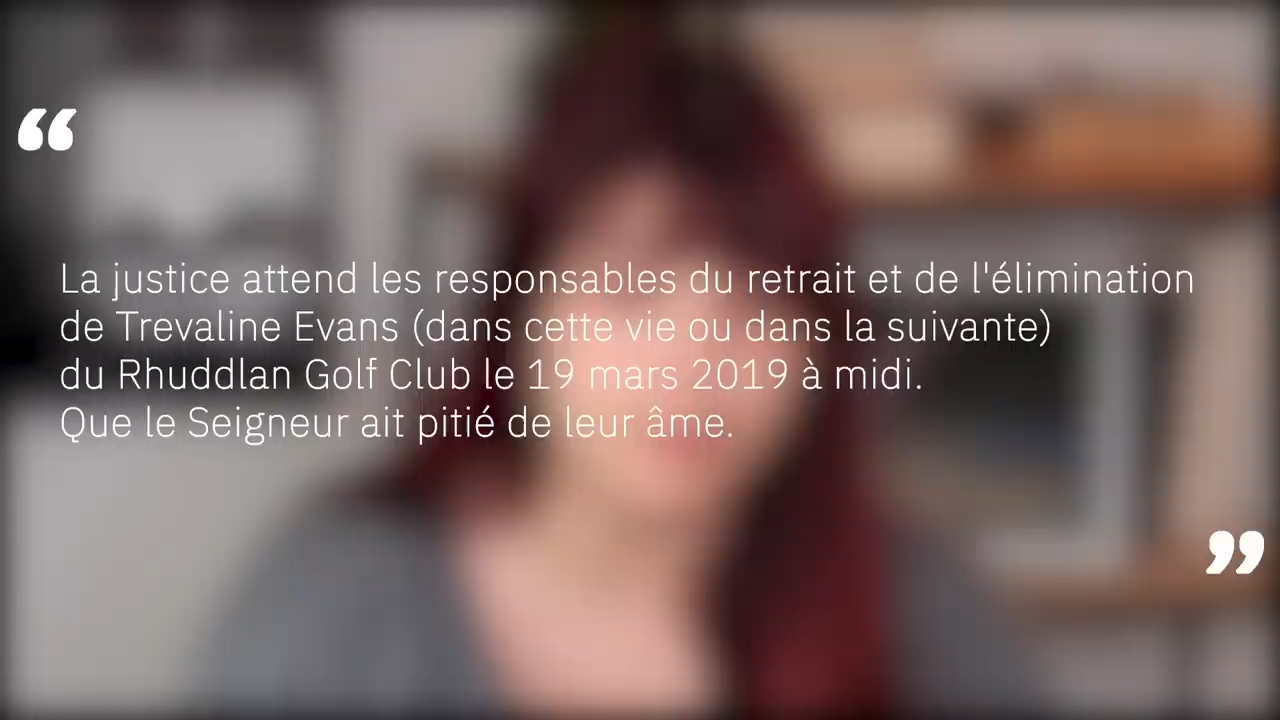 “
La justice attend les responsables du retrait et de l'élimination
de Trevaline Evans (dans cette vie ou dans la suivante)
du Rhuddlan Golf Club le 19 mars 2019 à midi.
Que le Seigneur ait pitié de leur âme.
”